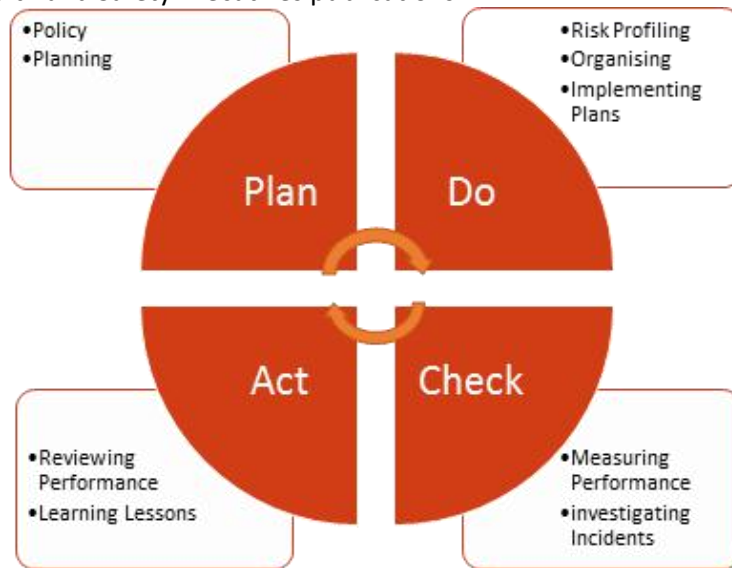 •Policy
•Planning
•Risk Profiling
•Organising
•Implementing
Plans
Plan
Do
Act
Check
•Reviewing
Performance
•Learning Lessons
•Measuring
Performance
•investigating
Incidents